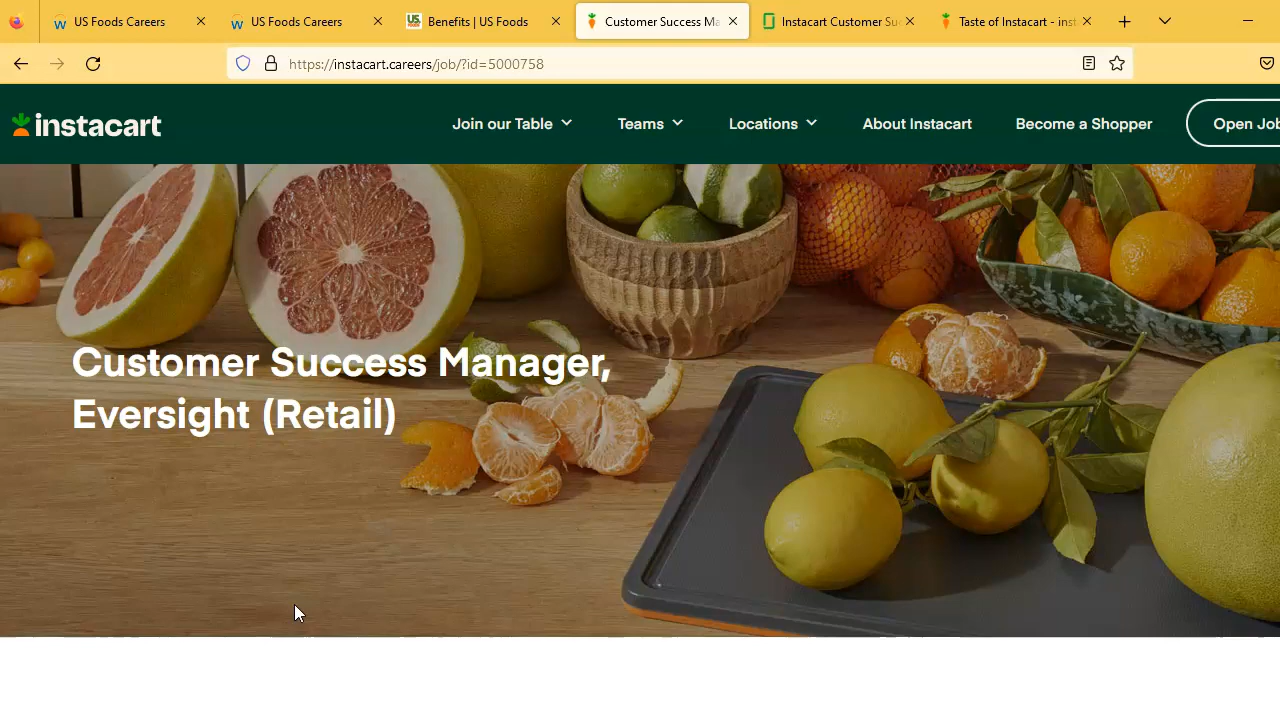 US Foods Careers
US Foods Careers
Benefits | US Foods
Customer Success Ma
Instacart Customer Su
Taste of Instacart - inst
https://instacart.careers/job/?id=5000758
instacart
Join our Table
Teams
Locations
About Instacart
Become a Shopper
Open Job
Customer Success Manager,
Eversight (Retail)